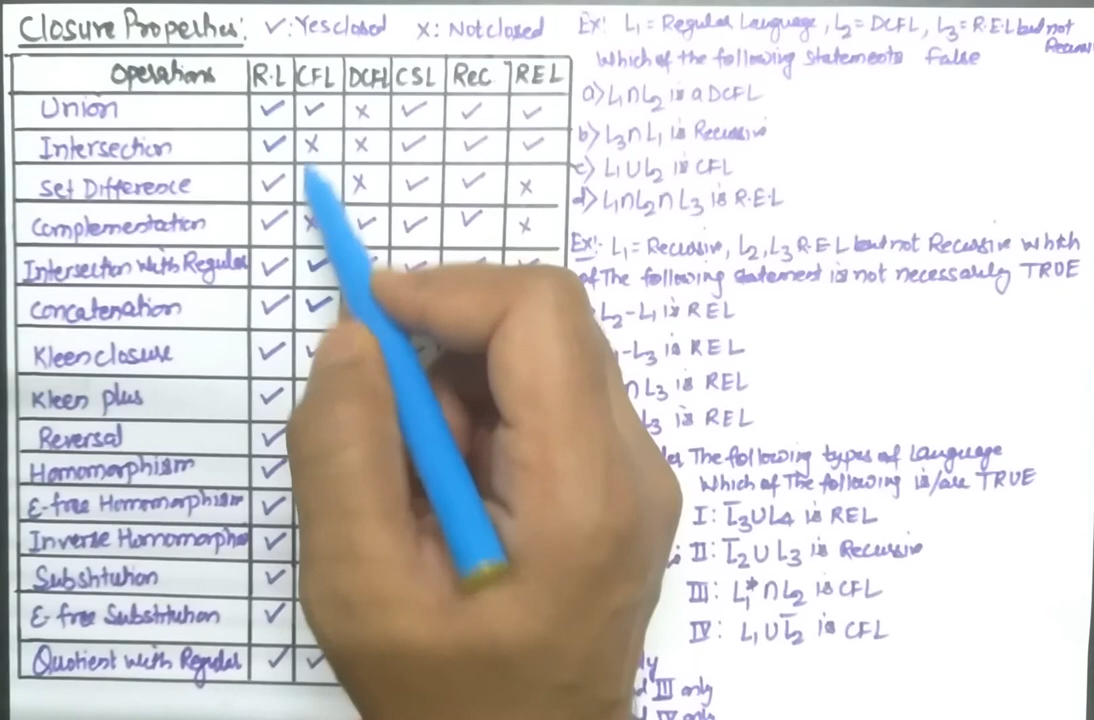 Closure Properties: ✓: Yes closed X: Not closed
Operations R.L CFL DCFL CSL Rec REL
Union ✓ ✓ x ✓ ✓ ✓
Intersection ✓ x x ✓ ✓ ✓
Set Difference ✓ x ✓ ✓ x
Complementation ✓ x ✓ ✓ ✓ x
Intersection with Regular ✓ ✓
Concatenation ✓ ✓
Kleen closure ✓
Kleen plus ✓
Reversal ✓
Homomorphism ✓
ε-free Homomorphism ✓
Inverse Homomorphi ✓
Substitution ✓
ε-free Substitution ✓
Quotient with Regular ✓ ✓
Ex: L₁ = Regular Language, L₂ = DCFL, L₃ = R.E.L but not
Which of the following statements False
a) L₁∩L₂ is a DCFL
b) L₃∩L₁ is Recursive
c) L₁∪L₂ is CFL
d) L₁∩L₂∩L₃ is R.E.L
Ex: L₁ = Recursive, L₂, L₃ R.E.L but not Recursive which
of The following statement is not necessarily TRUE
L₂-L₁ is REL
-L₃ is REL
∩L₃ is REL
L₃ is REL
The following types of Language
Which of The following is/are TRUE
I: L̅₃∪L₄ is REL
II: L̅₂∪L₃ is Recursive
III: L₁*∩L₂ is CFL
IV: L₁∪L̅₂ is CFL
III only
IV only